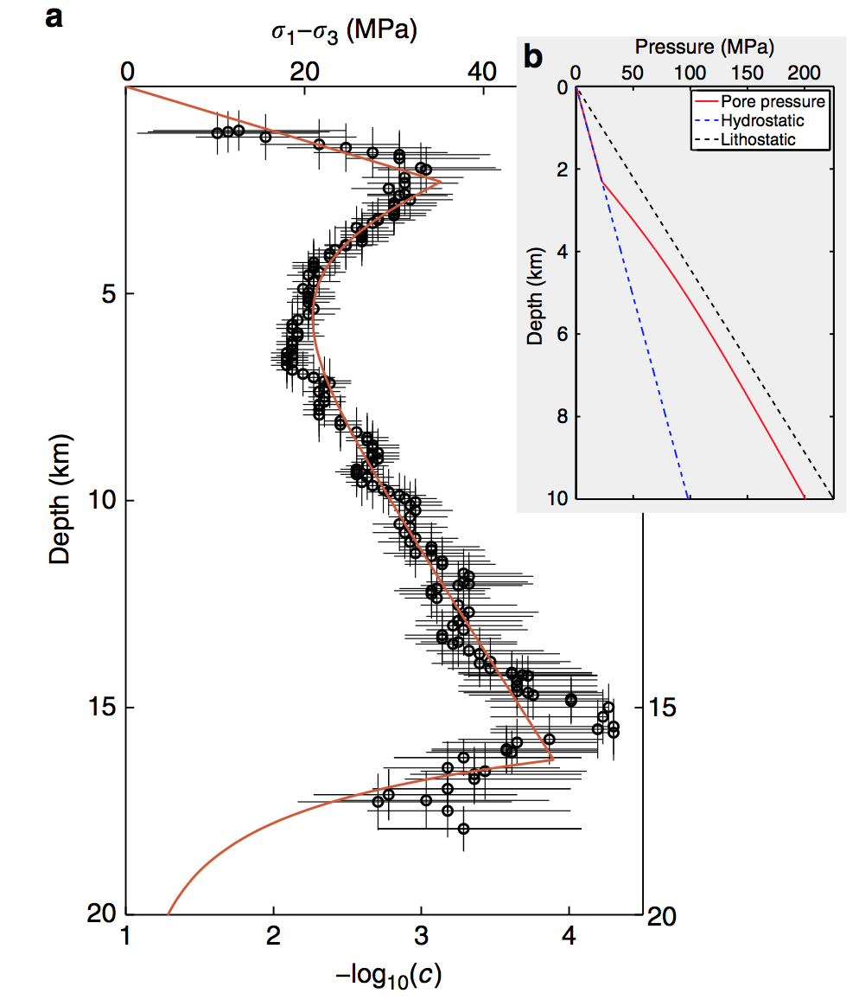 a
σ₁−σ₃ (MPa)
0 20 40
5
10
15
20
Depth (km)
1 2 3 4
−log₁₀(c)
15
20
b
Pressure (MPa)
0 50 100 150 200
0
2
4
6
8
10
Depth (km)
Pore pressure
Hydrostatic
Lithostatic